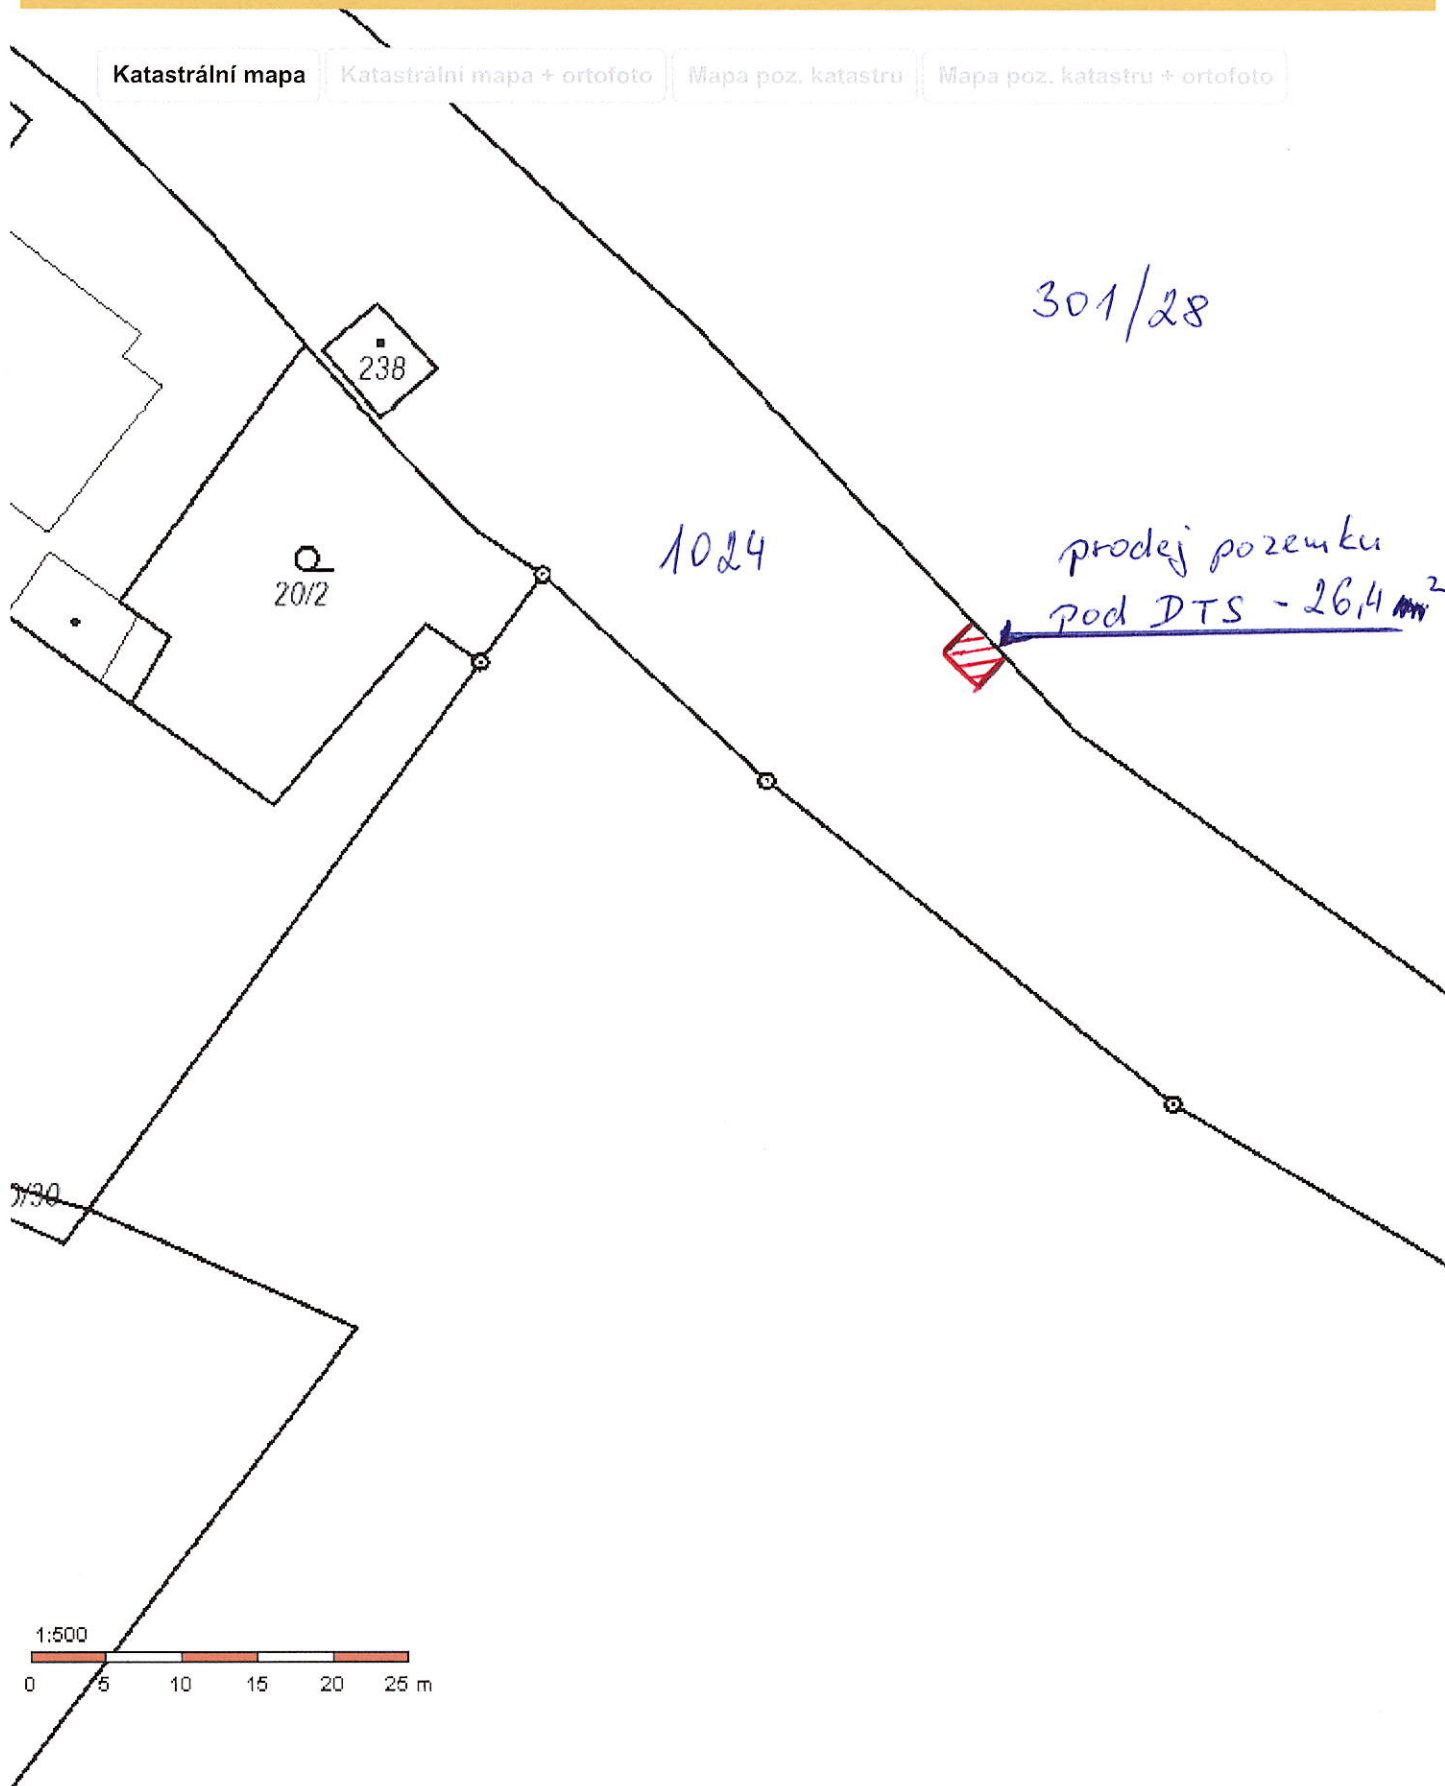 Katastrální mapa
Katastrální mapa + ortofoto
Mapa poz. katastru
Mapa poz. katastru + ortofoto
301/28
238
1024
prodej pozemku
pod DTS - 26,4 m²
20/2
/30
1:500
0 5 10 15 20 25 m